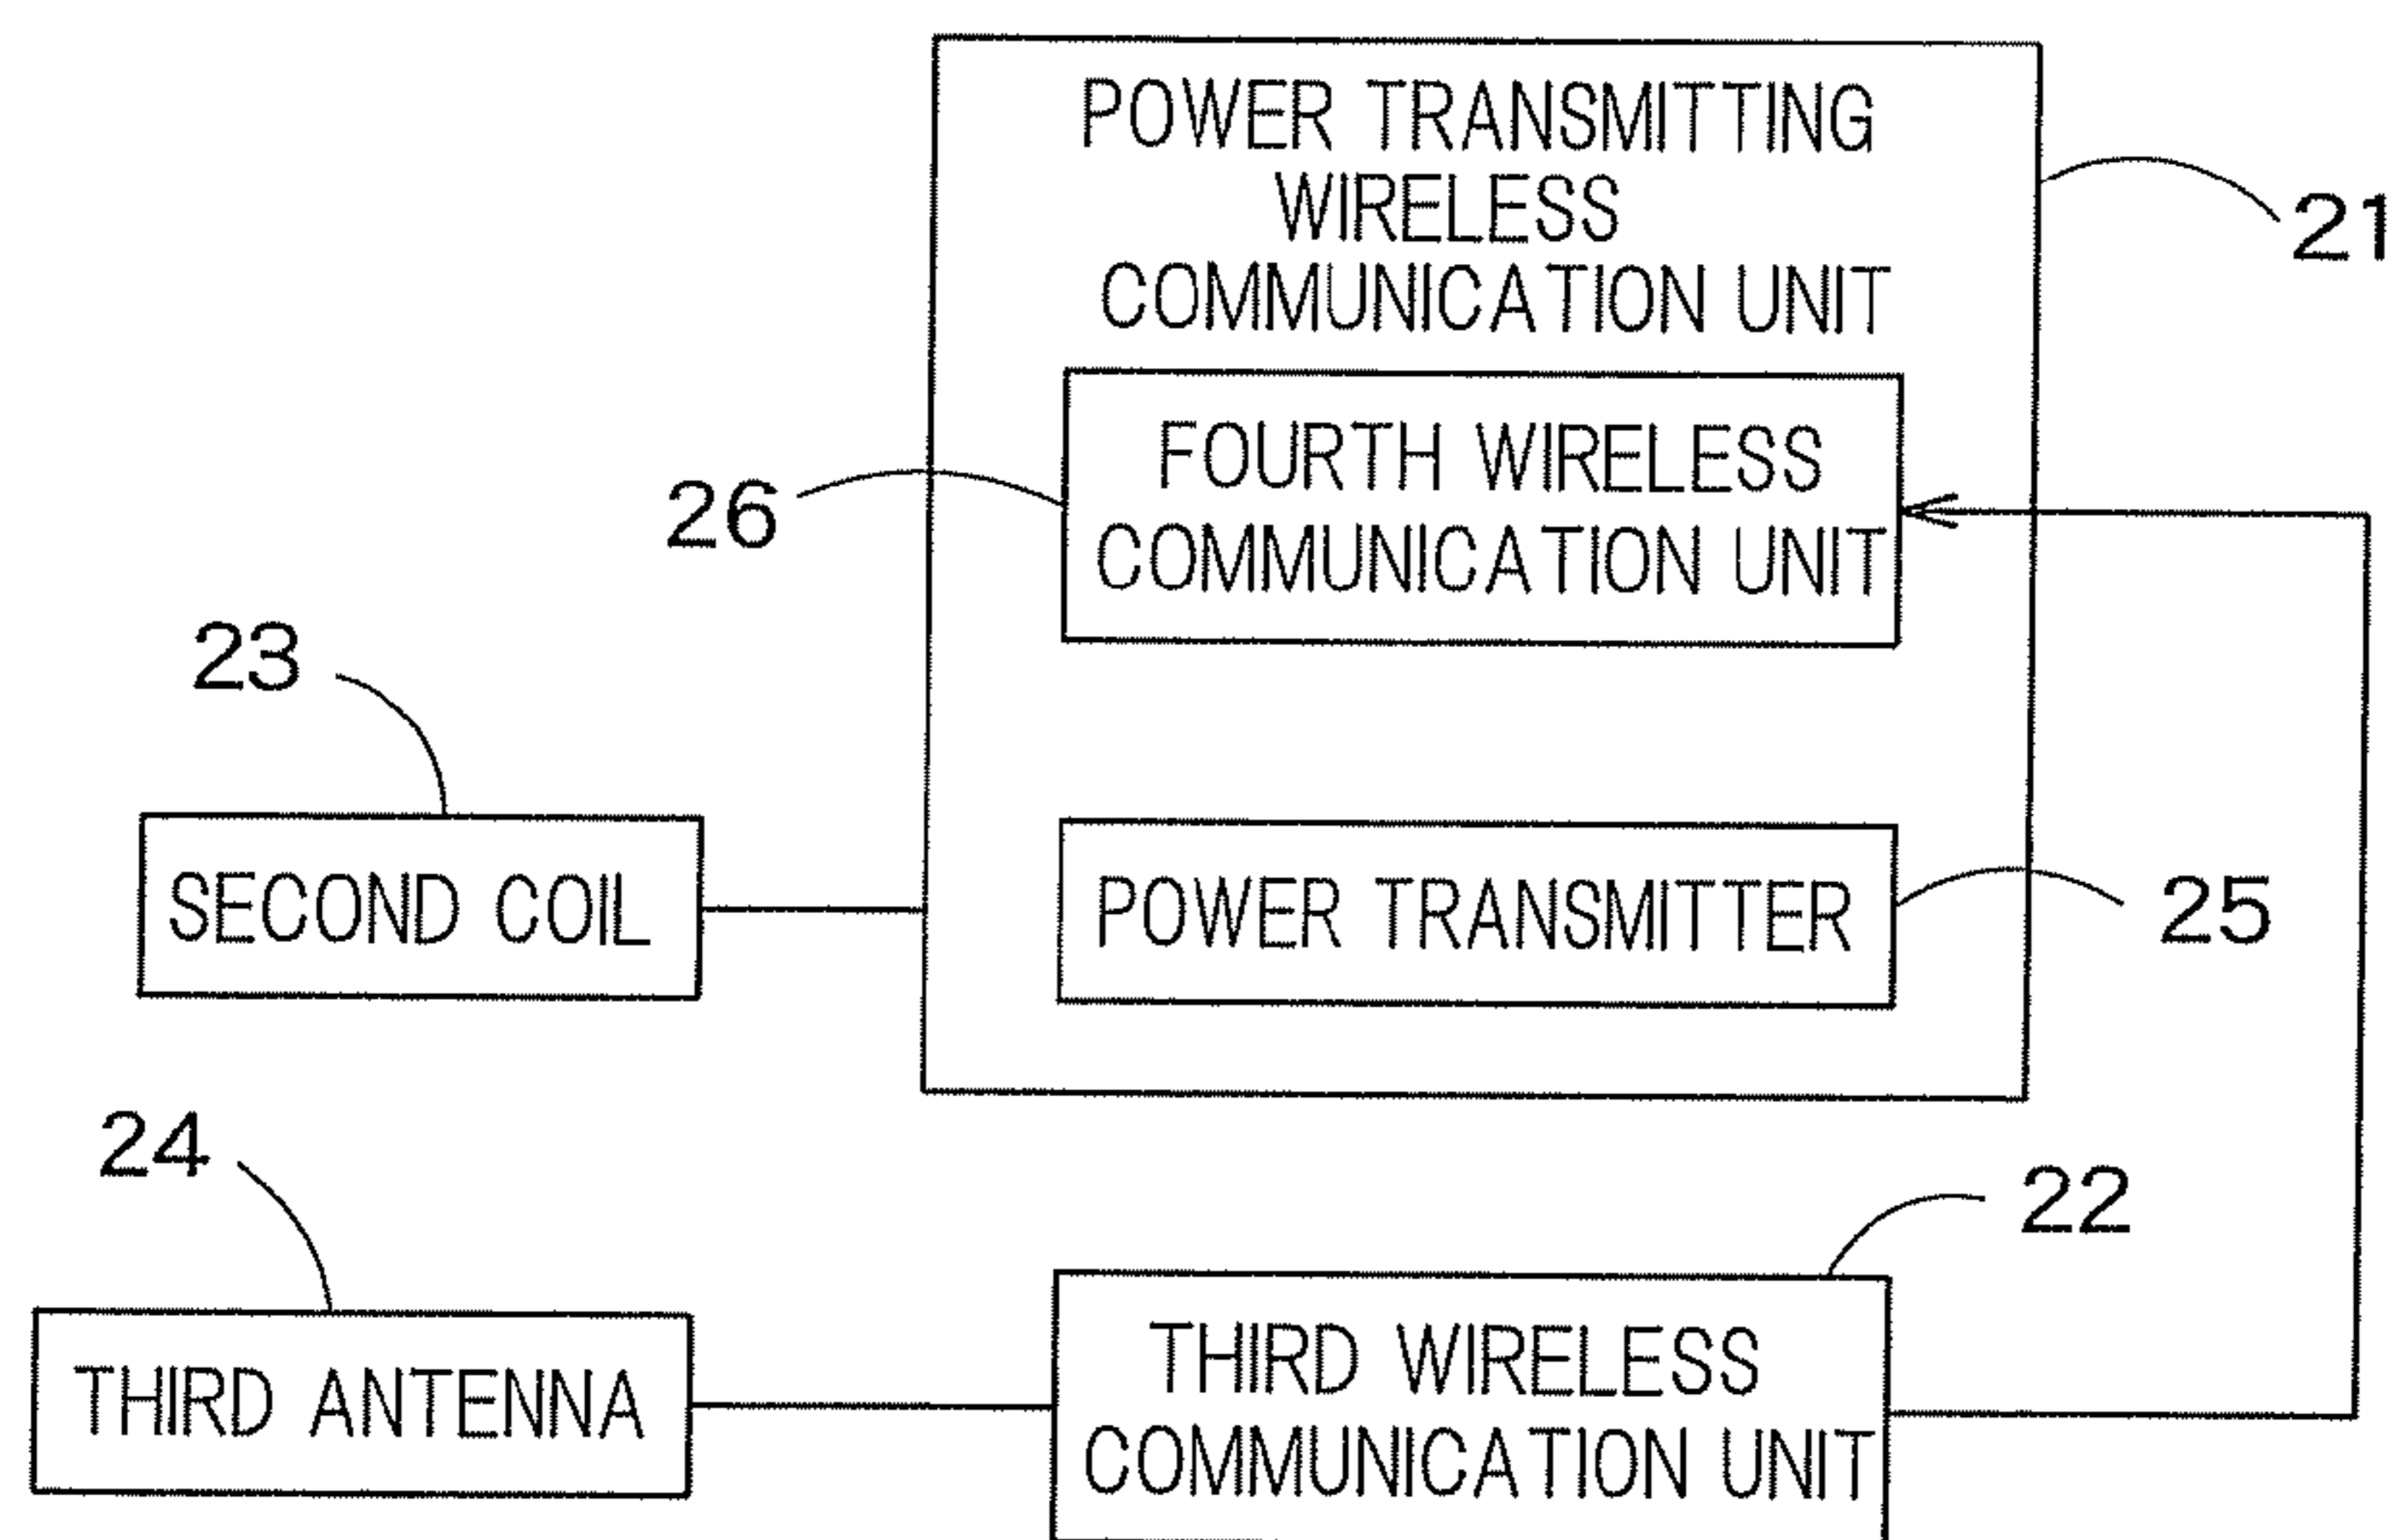 POWER TRANSMITTING
WIRELESS
COMMUNICATION UNIT
21
FOURTH WIRELESS
COMMUNICATION UNIT
26
23
SECOND COIL
POWER TRANSMITTER
25
24
22
THIRD ANTENNA
THIRD WIRELESS
COMMUNICATION UNIT